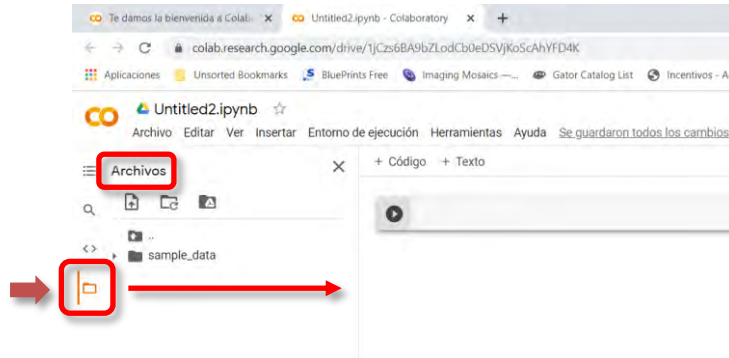 Te damos la bienvenida a Colab
Untitled2.ipynb - Colaboratory
colab.research.google.com/drive/1jCzs6BA9bZLodCb0eDSVjKoScAhYFD4K
Aplicaciones
Unsorted Bookmarks
BluePrints Free
Imaging Mosaics —...
Gator Catalog List
Incentivos - A
CO
Untitled2.ipynb
Archivo Editar Ver Insertar Entorno de ejecución Herramientas Ayuda Se guardaron todos los cambios
Archivos
+ Código + Texto
..
sample_data